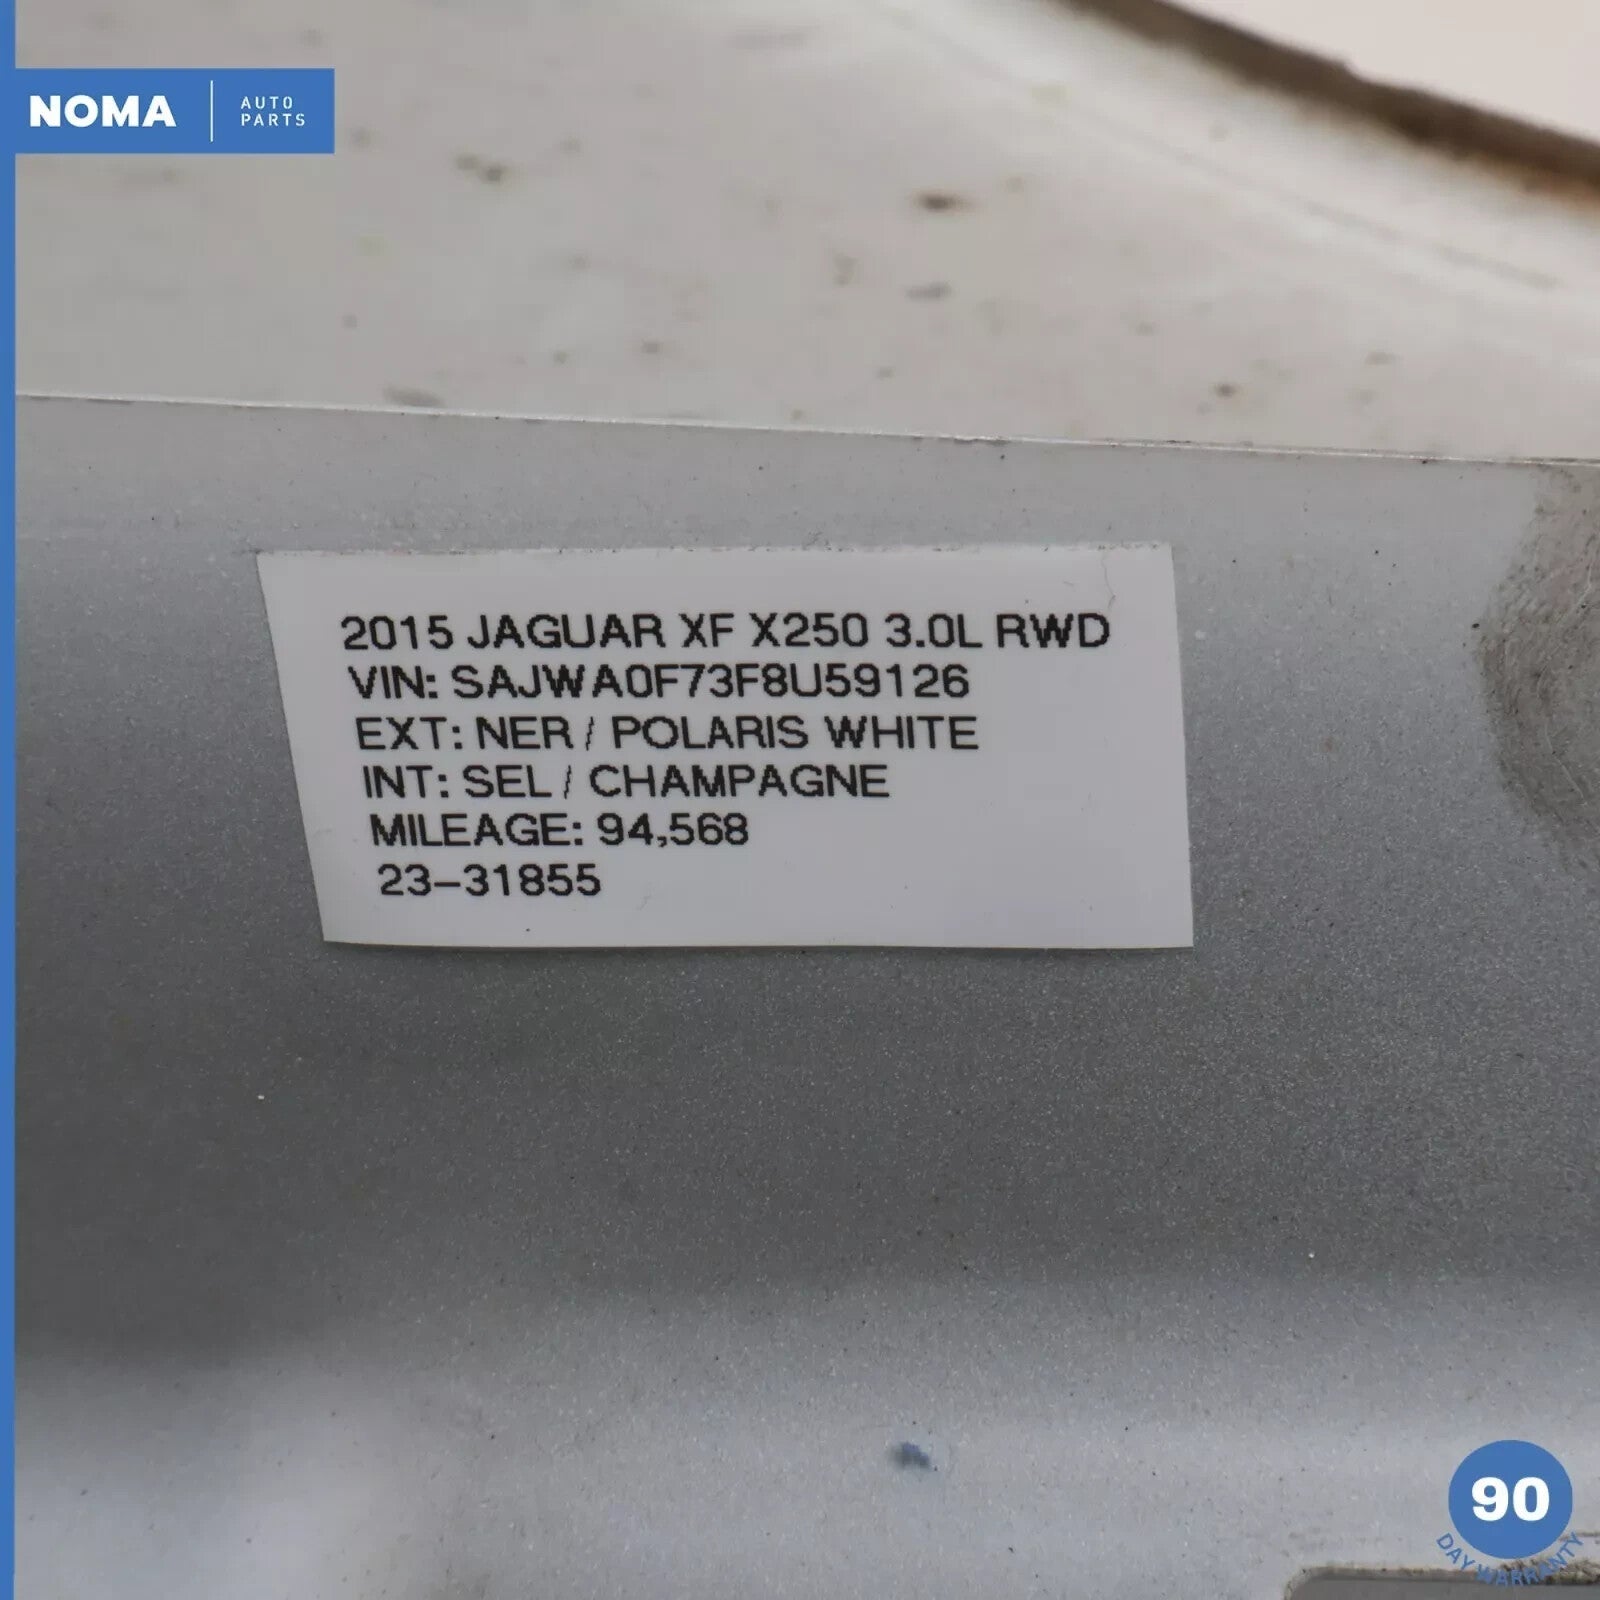 NOMA
AUTO
PARTS
2015 JAGUAR XF X250 3.0L RWD
VIN: SAJWA0F73F8U59126
EXT: NER / POLARIS WHITE
INT: SEL / CHAMPAGNE
MILEAGE: 94,568
23-31855
90
DAY WARRANTY